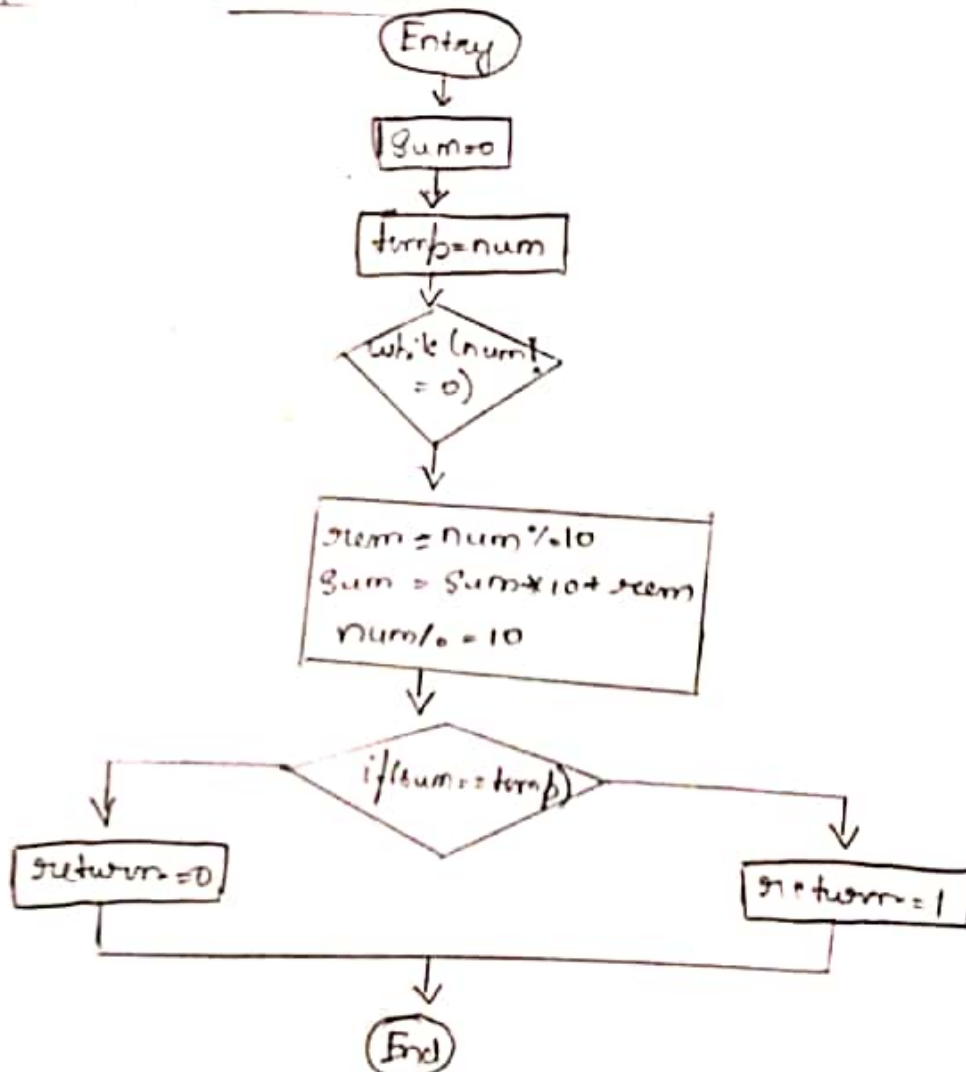 Entry
Sum=0
temp=num
while (num!
= 0)
rem = num%10
Sum = Sum*10+rem
num%=10
if(sum==temp)
return=0
return=1
End